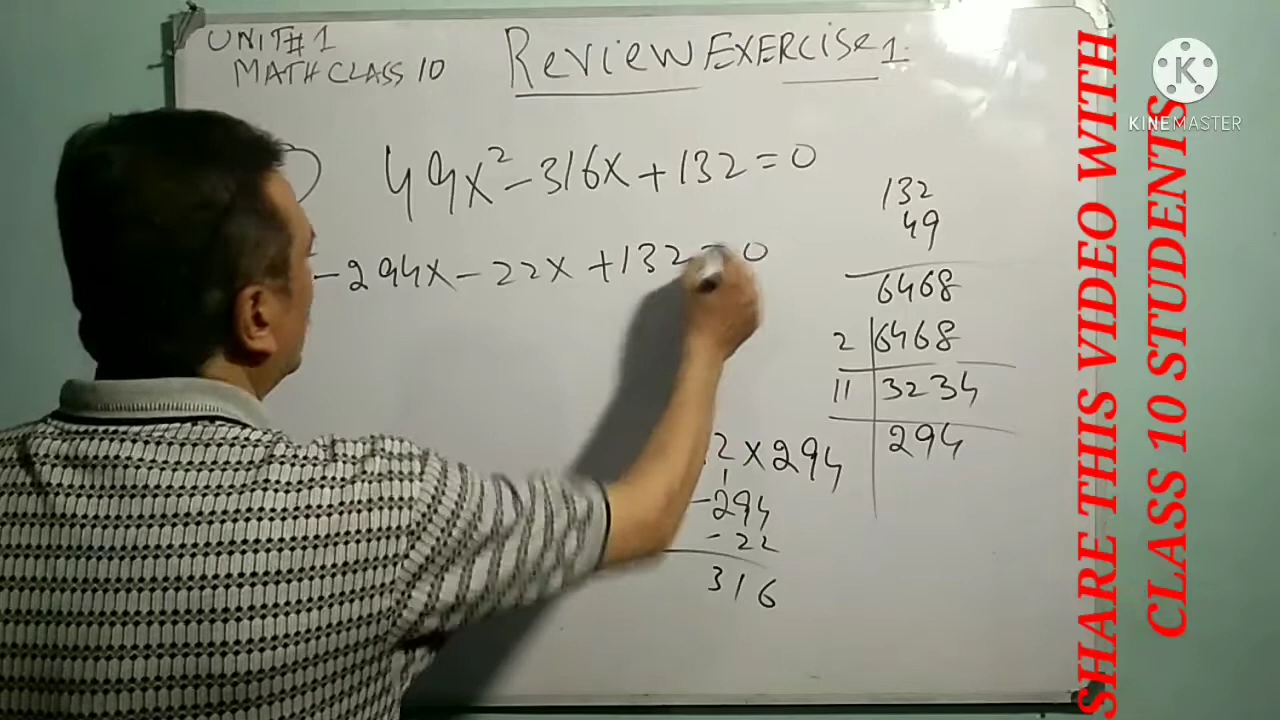 UNIT#1
MATH CLASS 10
Review EXERCISE 1.
49x² - 316x + 132 = 0
- 294x - 22x + 132 = 0
132
49
6468
2 | 6468
11 | 3234
294
2 x 294
- 294
- 22
316
SHARE THIS VIDEO WITH
CLASS 10 STUDENTS
K
KINEMASTER